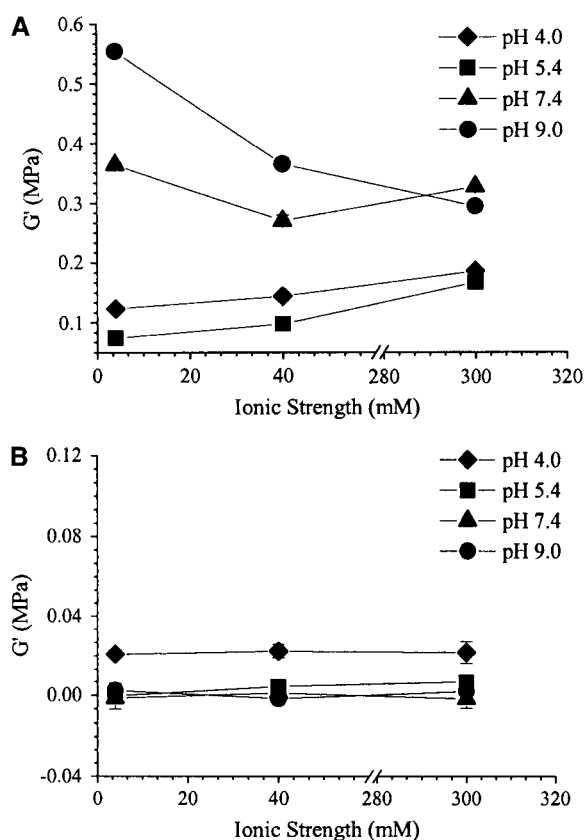 A
pH 4.0
pH 5.4
pH 7.4
pH 9.0
G' (MPa)
0.6
0.5
0.4
0.3
0.2
0.1
0 40 280 320
Ionic Strength (mM)
B
pH 4.0
pH 5.4
pH 7.4
pH 9.0
G' (MPa)
0.12
0.08
0.04
0.00
-0.04
0 20 40 60 280 300 320
Ionic Strength (mM)